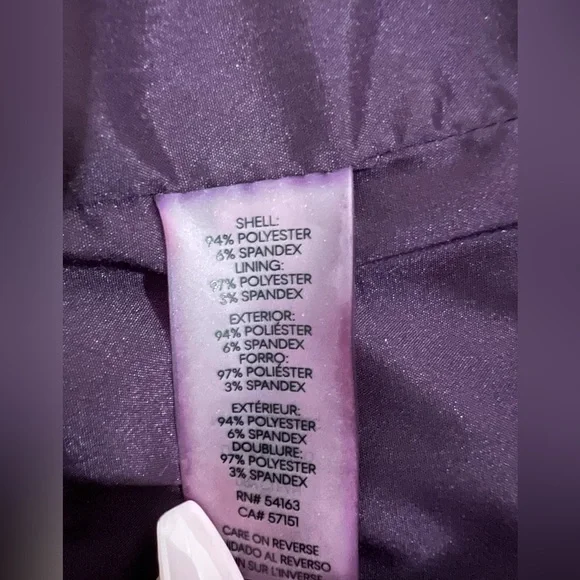 SHELL:
94% POLYESTER
6% SPANDEX
LINING:
97% POLYESTER
3% SPANDEX
EXTERIOR:
94% POLIÉSTER
6% SPANDEX
FORRO:
97% POLIÉSTER
3% SPANDEX
EXTÉRIEUR:
94% POLYESTER
6% SPANDEX
DOUBLURE:
97% POLYESTER
3% SPANDEX
RN# 54163
CA# 57151
CARE ON REVERSE
IDADO AL REVERSO
IN SUR L'INVERSE